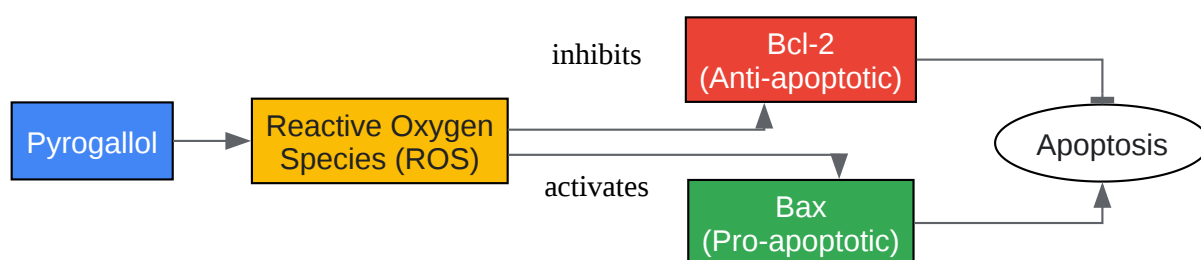 inhibits
Bcl-2
(Anti-apoptotic)
Pyrogallol
Reactive Oxygen
Species (ROS)
Apoptosis
activates
Bax
(Pro-apoptotic)